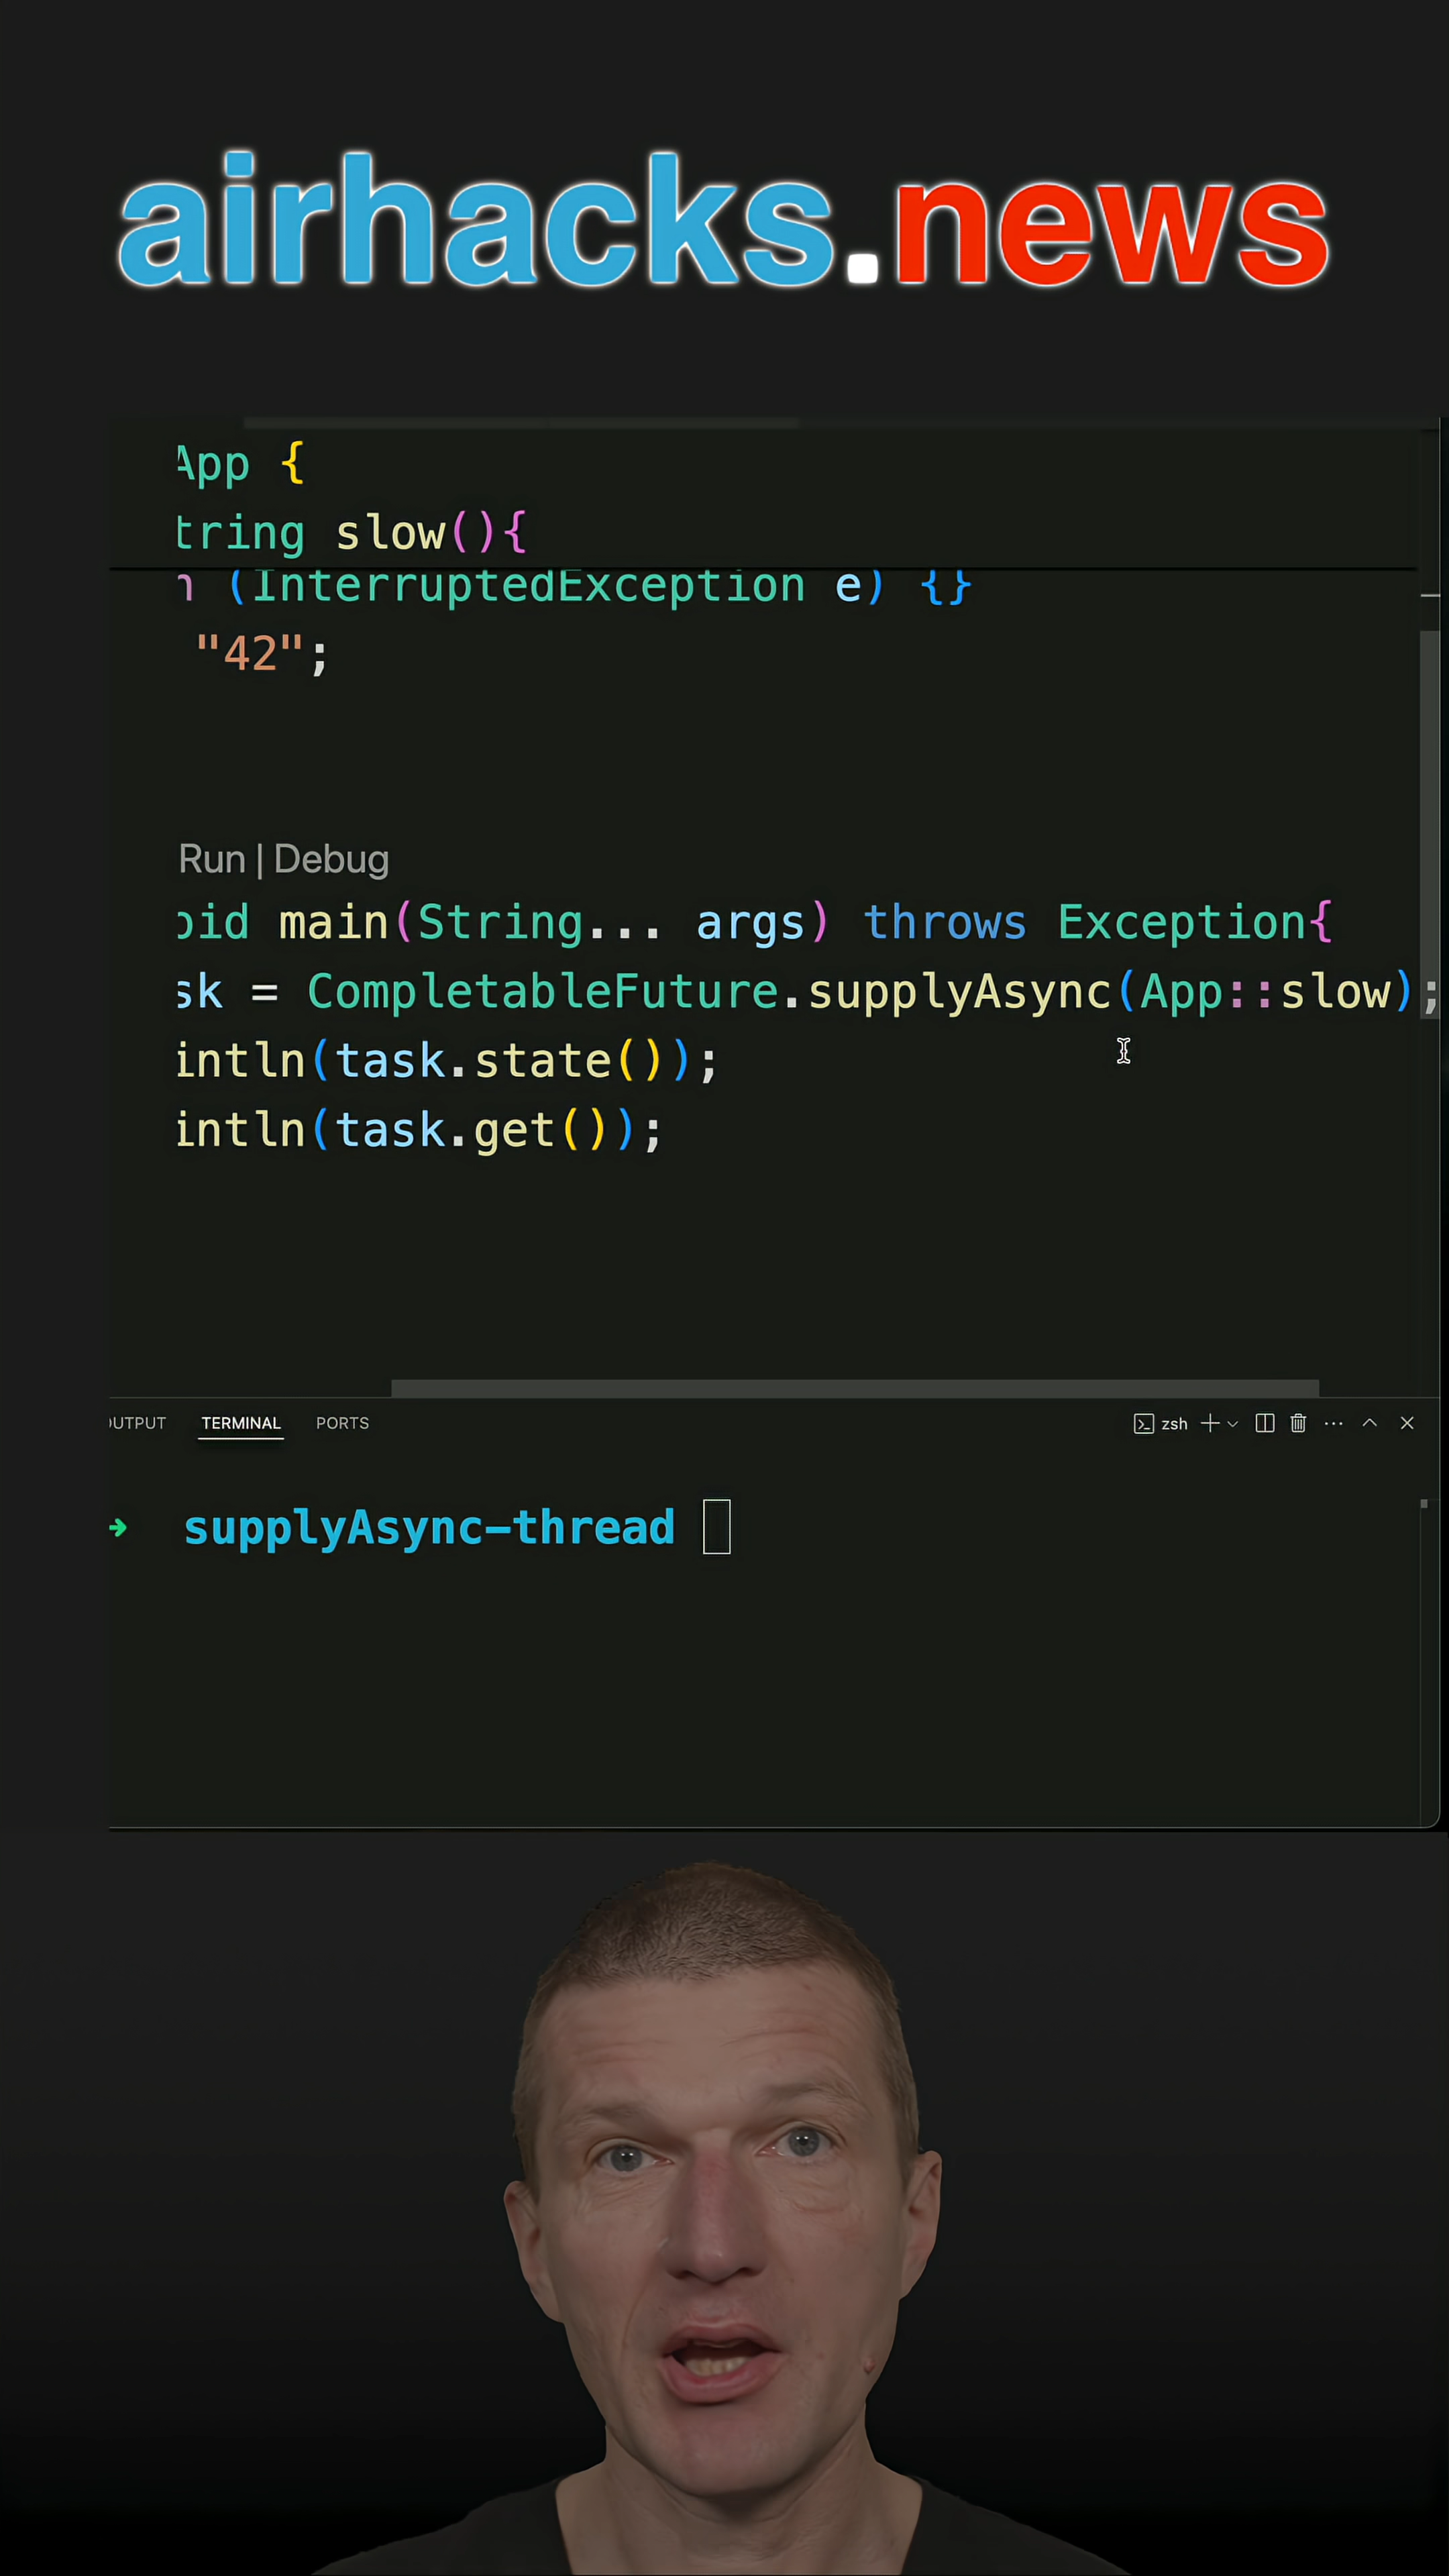 airhacks.news
App {
tring slow(){
(InterruptedException e) {}
"42";
Run | Debug
oid main(String... args) throws Exception{
sk = CompletableFuture.supplyAsync(App::slow);
intln(task.state());
intln(task.get());
OUTPUT TERMINAL PORTS zsh
supplyAsync-thread